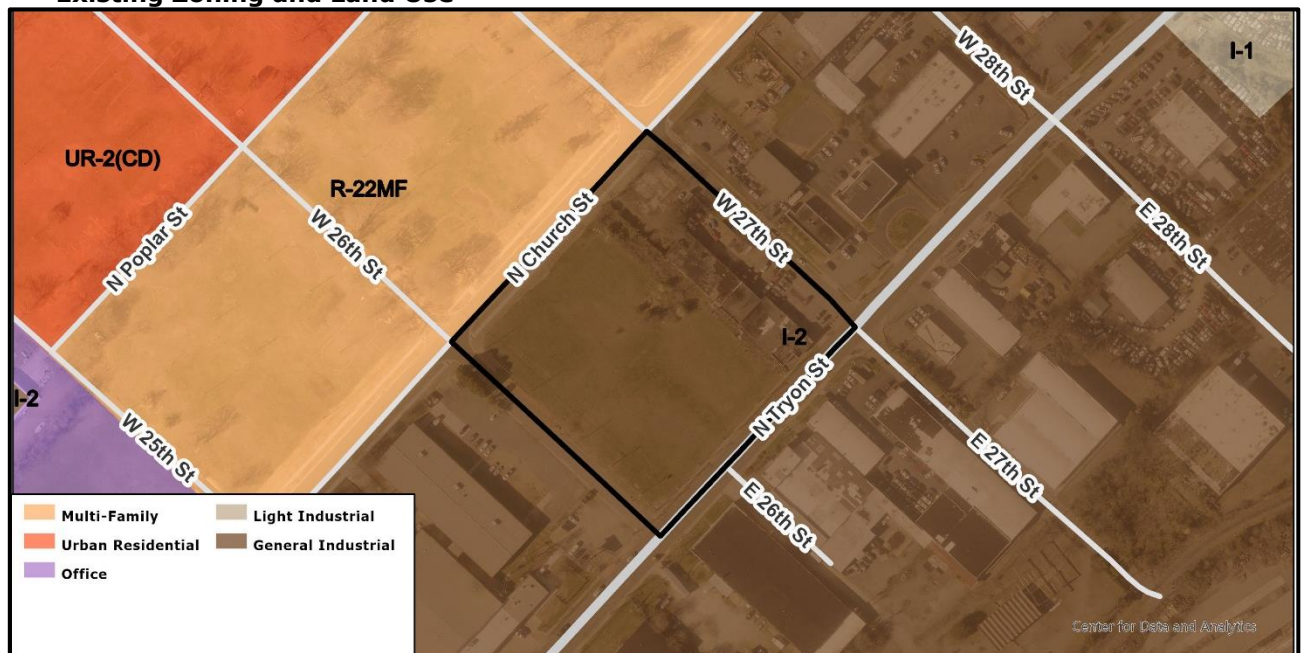 Existing Zoning and Land Use
W 28th St
I-1
UR-2(CD)
R-22MF
N Poplar St
W 26th St
N Church St
W 27th St
E 28th St
I-2
I-2
N Tryon St
W 25th St
E 27th St
E 26th St
Multi-Family
Light Industrial
Urban Residential
General Industrial
Office
Center for Data and Analytics